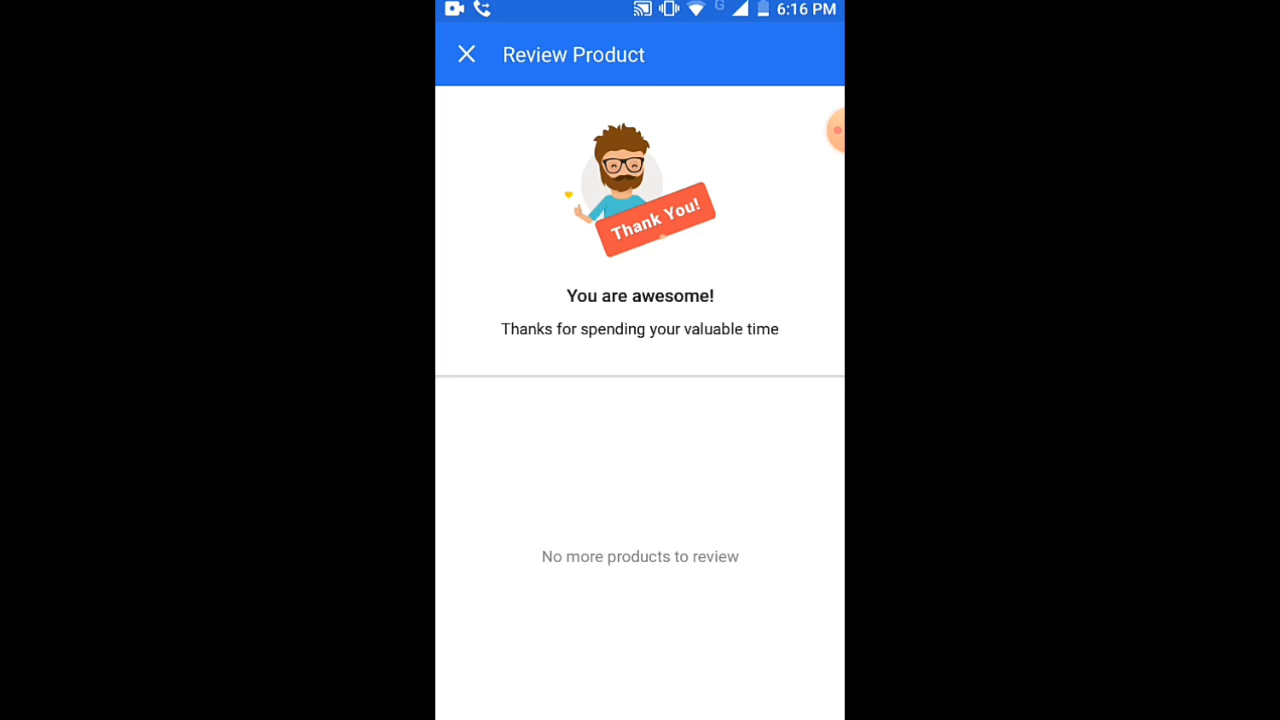 G 6:16 PM
Review Product
Thank You!
You are awesome!
Thanks for spending your valuable time
No more products to review